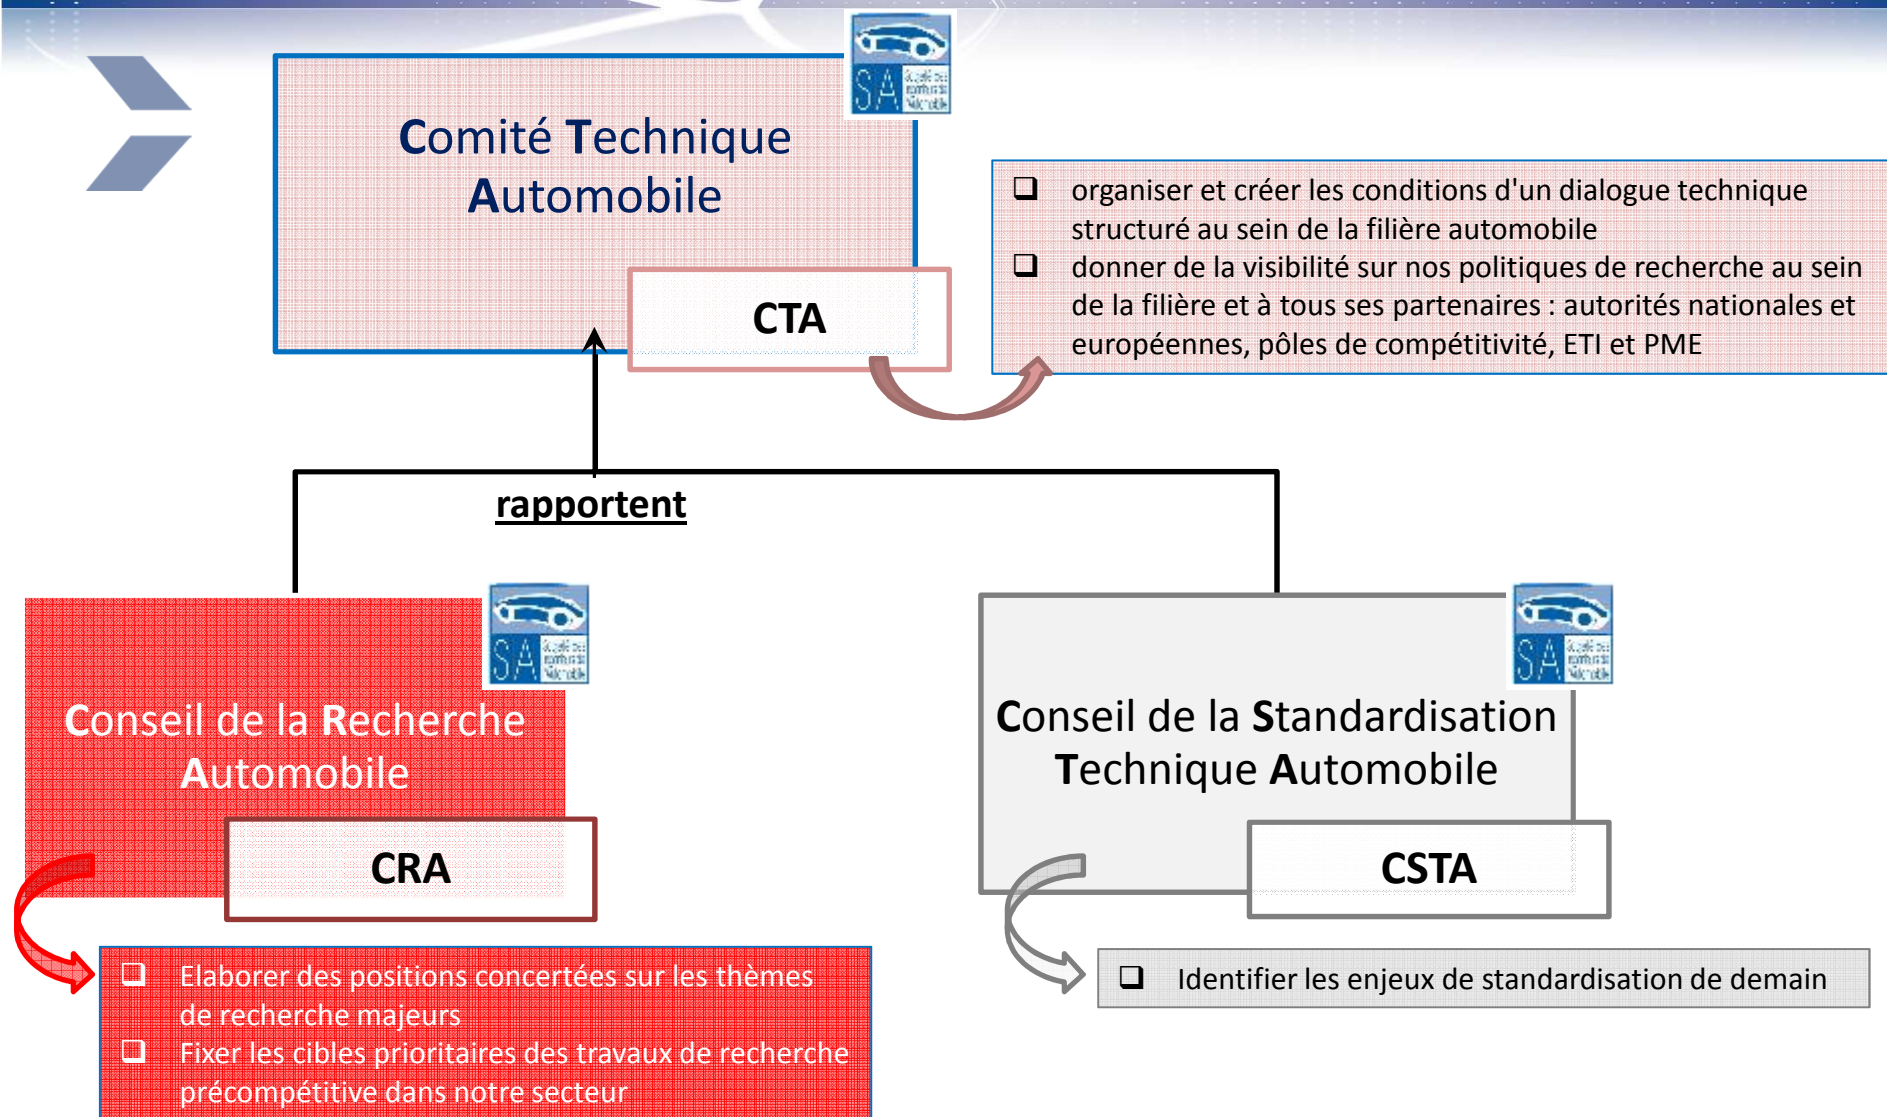 Comité Technique
Automobile
CTA
❑ organiser et créer les conditions d'un dialogue technique
structuré au sein de la filière automobile
❑ donner de la visibilité sur nos politiques de recherche au sein
de la filière et à tous ses partenaires : autorités nationales et
européennes, pôles de compétitivité, ETI et PME
rapportent
Conseil de la Recherche
Automobile
CRA
❑ Elaborer des positions concertées sur les thèmes
de recherche majeurs
❑ Fixer les cibles prioritaires des travaux de recherche
précompétitive dans notre secteur
Conseil de la Standardisation
Technique Automobile
CSTA
❑ Identifier les enjeux de standardisation de demain
SA
SA
SA